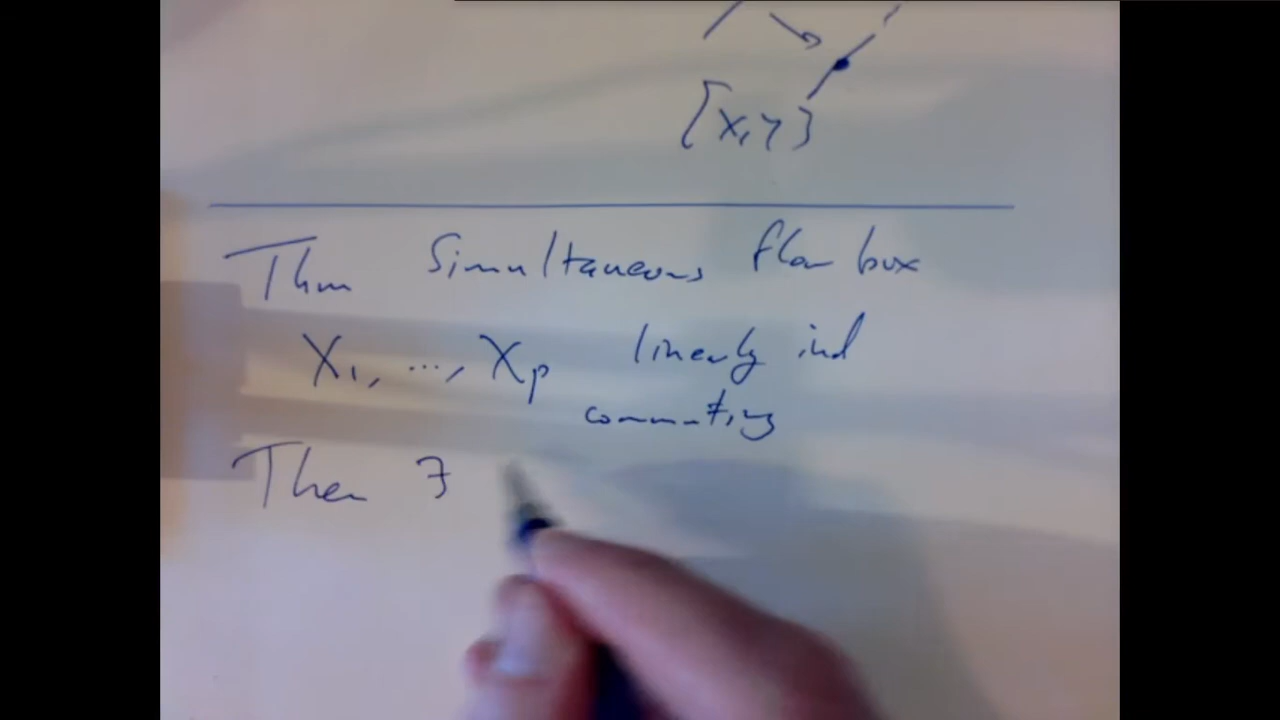 [X,Y]
Thm Simultaneous flow box
X₁, ..., Xₚ linearly ind
commuting
Then ∃